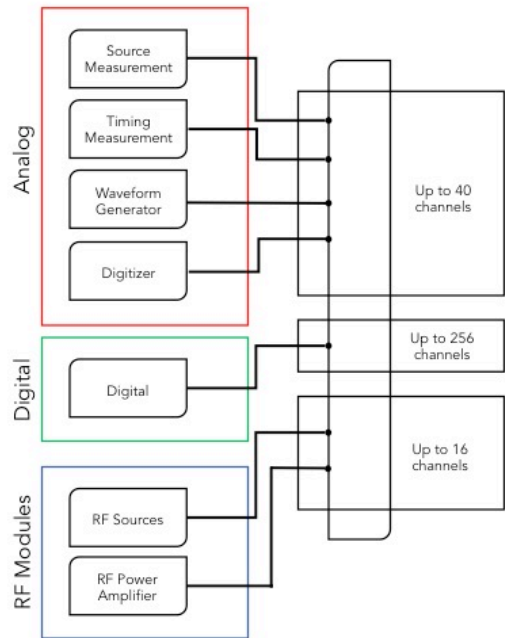 Analog
Source
Measurement
Timing
Measurement
Waveform
Generator
Digitizer
Up to 40
channels
Digital
Digital
Up to 256
channels
RF Modules
RF Sources
RF Power
Amplifier
Up to 16
channels